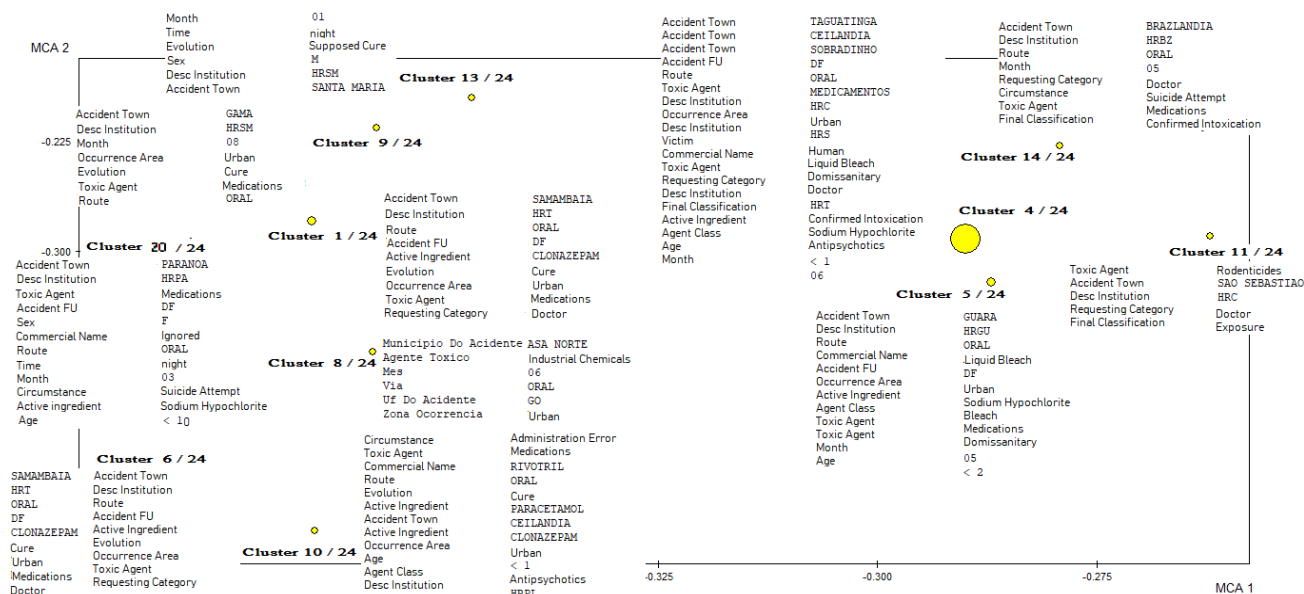 MCA 2
Month 01
Time night
Evolution Supposed Cure
Sex M
Desc Institution HRSM
Accident Town SANTA MARIA
Cluster 13 / 24
Accident Town GAMA
Desc Institution HRSM
-0.225 Month 08
Occurrence Area Urban
Evolution Cure
Toxic Agent Medications
Route ORAL
Cluster 9 / 24
Cluster 1 / 24
-0.300
Cluster 20 / 24
Accident Town PARANOA
Desc Institution HRPA
Toxic Agent Medications
Accident FU DF
Sex F
Commercial Name Ignored
Route ORAL
Time night
Month 03
Circumstance Suicide Attempt
Active ingredient Sodium Hypochlorite
Age < 10
Cluster 6 / 24
SAMAMBAIA Accident Town
HRT Desc Institution
ORAL Route
DF Accident FU
CLONAZEPAM Active Ingredient
Cure Evolution
Urban Occurrence Area
Medications Toxic Agent
Doctor Requesting Category
Accident Town SAMAMBAIA
Desc Institution HRT
Route ORAL
Accident FU DF
Active Ingredient CLONAZEPAM
Evolution Cure
Occurrence Area Urban
Toxic Agent Medications
Requesting Category Doctor
Cluster 8 / 24
Municipio Do Acidente ASA NORTE
Agente Toxico Industrial Chemicals
Mes 06
Via ORAL
Uf Do Acidente GO
Zona Ocorrencia Urban
Cluster 10 / 24
Circumstance Administration Error
Toxic Agent Medications
Commercial Name RIVOTRIL
Route ORAL
Evolution Cure
Active Ingredient PARACETAMOL
Accident Town CEILANDIA
Active Ingredient CLONAZEPAM
Occurrence Area Urban
Age < 1
Agent Class Antipsychotics
Desc Institution
Accident Town TAGUATINGA
Accident Town CEILANDIA
Accident Town SOBRADINHO
Accident FU DF
Route ORAL
Toxic Agent MEDICAMENTOS
Desc Institution HRC
Occurrence Area Urban
Desc Institution HRS
Victim Human
Commercial Name Liquid Bleach
Toxic Agent Domissanitary
Requesting Category Doctor
Desc Institution HRT
Final Classification Confirmed Intoxication
Active Ingredient Sodium Hypochlorite
Agent Class Antipsychotics
Age < 1
Month 06
Accident Town BRAZLANDIA
Desc Institution HRBZ
Route ORAL
Month 05
Requesting Category Doctor
Circumstance Suicide Attempt
Toxic Agent Medications
Final Classification Confirmed Intoxication
Cluster 14 / 24
Cluster 4 / 24
Cluster 11 / 24
Toxic Agent Rodenticides
Accident Town SAO SEBASTIAO
Desc Institution HRC
Requesting Category Doctor
Final Classification Exposure
Cluster 5 / 24
Accident Town GUARA
Desc Institution HRGU
Route ORAL
Commercial Name Liquid Bleach
Accident FU DF
Occurrence Area Urban
Active Ingredient Sodium Hypochlorite
Agent Class Bleach
Toxic Agent Medications
Toxic Agent Domissanitary
Month 05
Age < 2
-0.325 -0.300 -0.275
MCA 1